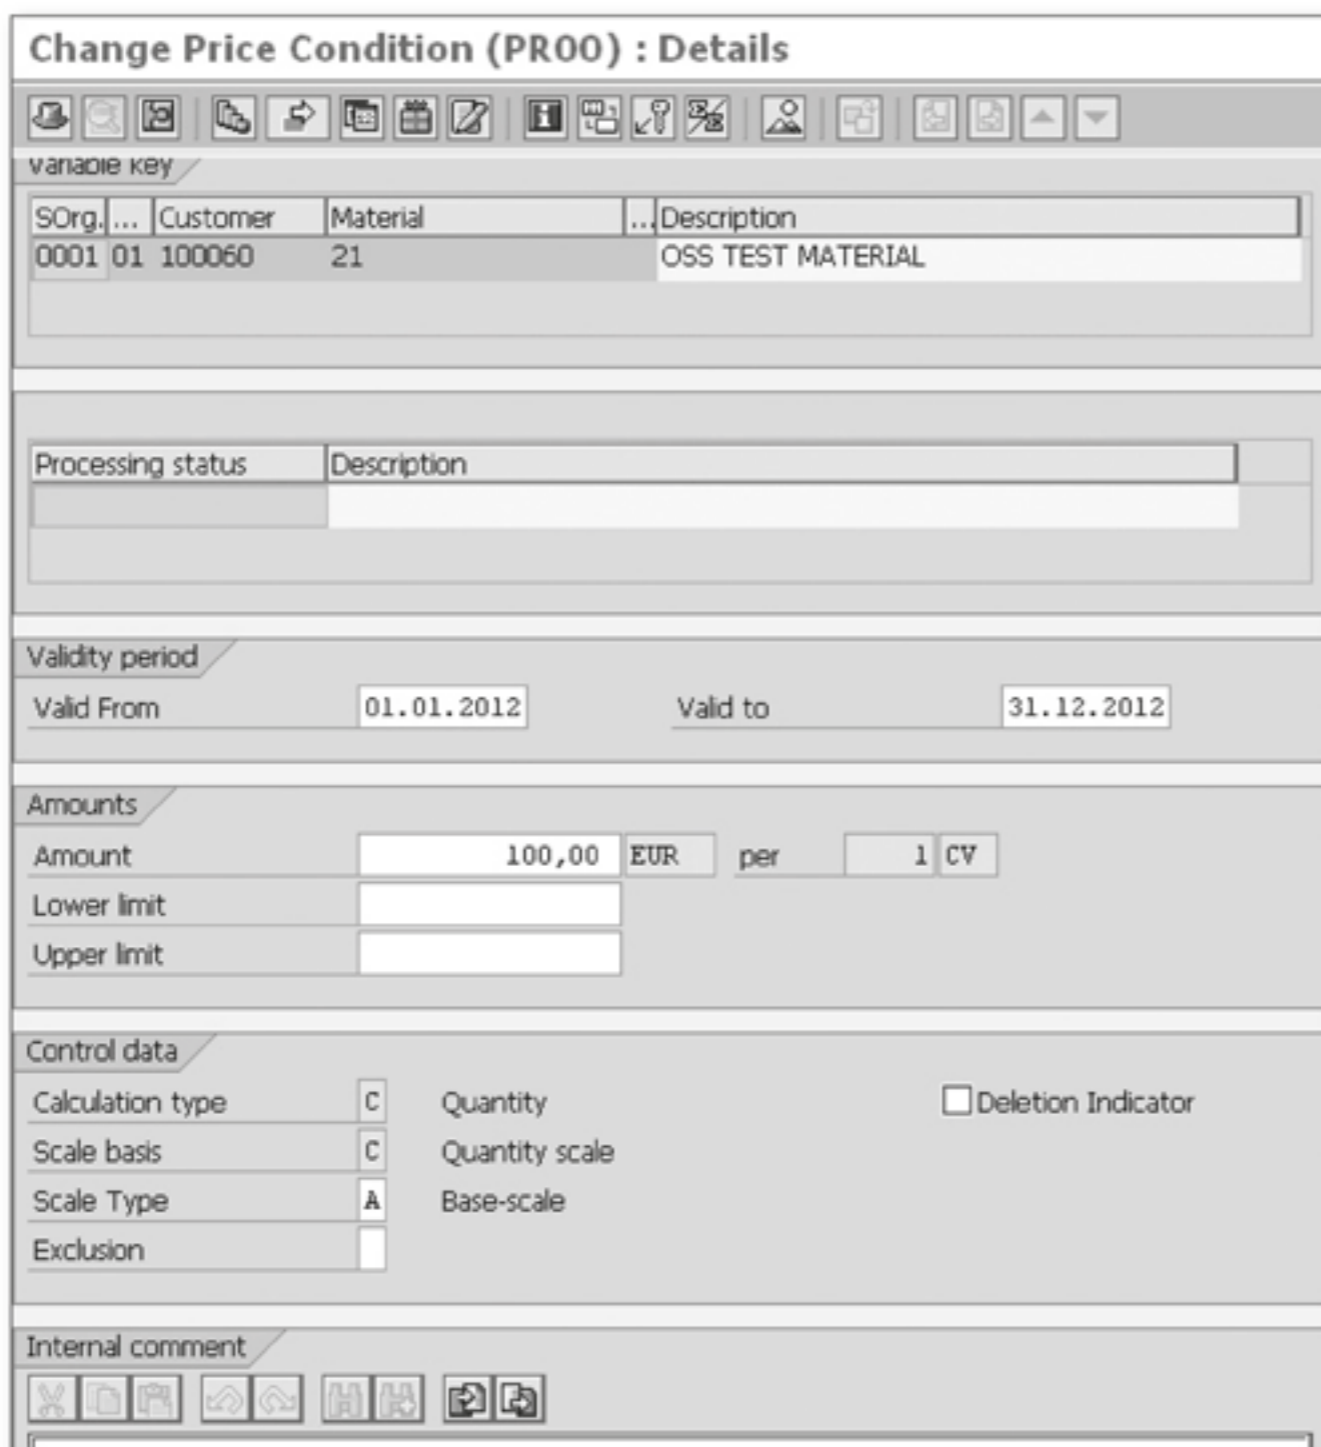 Change Price Condition (PR00) : Details
Variable key
SOrg. ... Customer Material ... Description
0001 01 100060 21 OSS TEST MATERIAL
Processing status Description
Validity period
Valid From 01.01.2012 Valid to 31.12.2012
Amounts
Amount 100,00 EUR per 1 CV
Lower limit
Upper limit
Control data
Calculation type C Quantity Deletion Indicator
Scale basis C Quantity scale
Scale Type A Base-scale
Exclusion
Internal comment